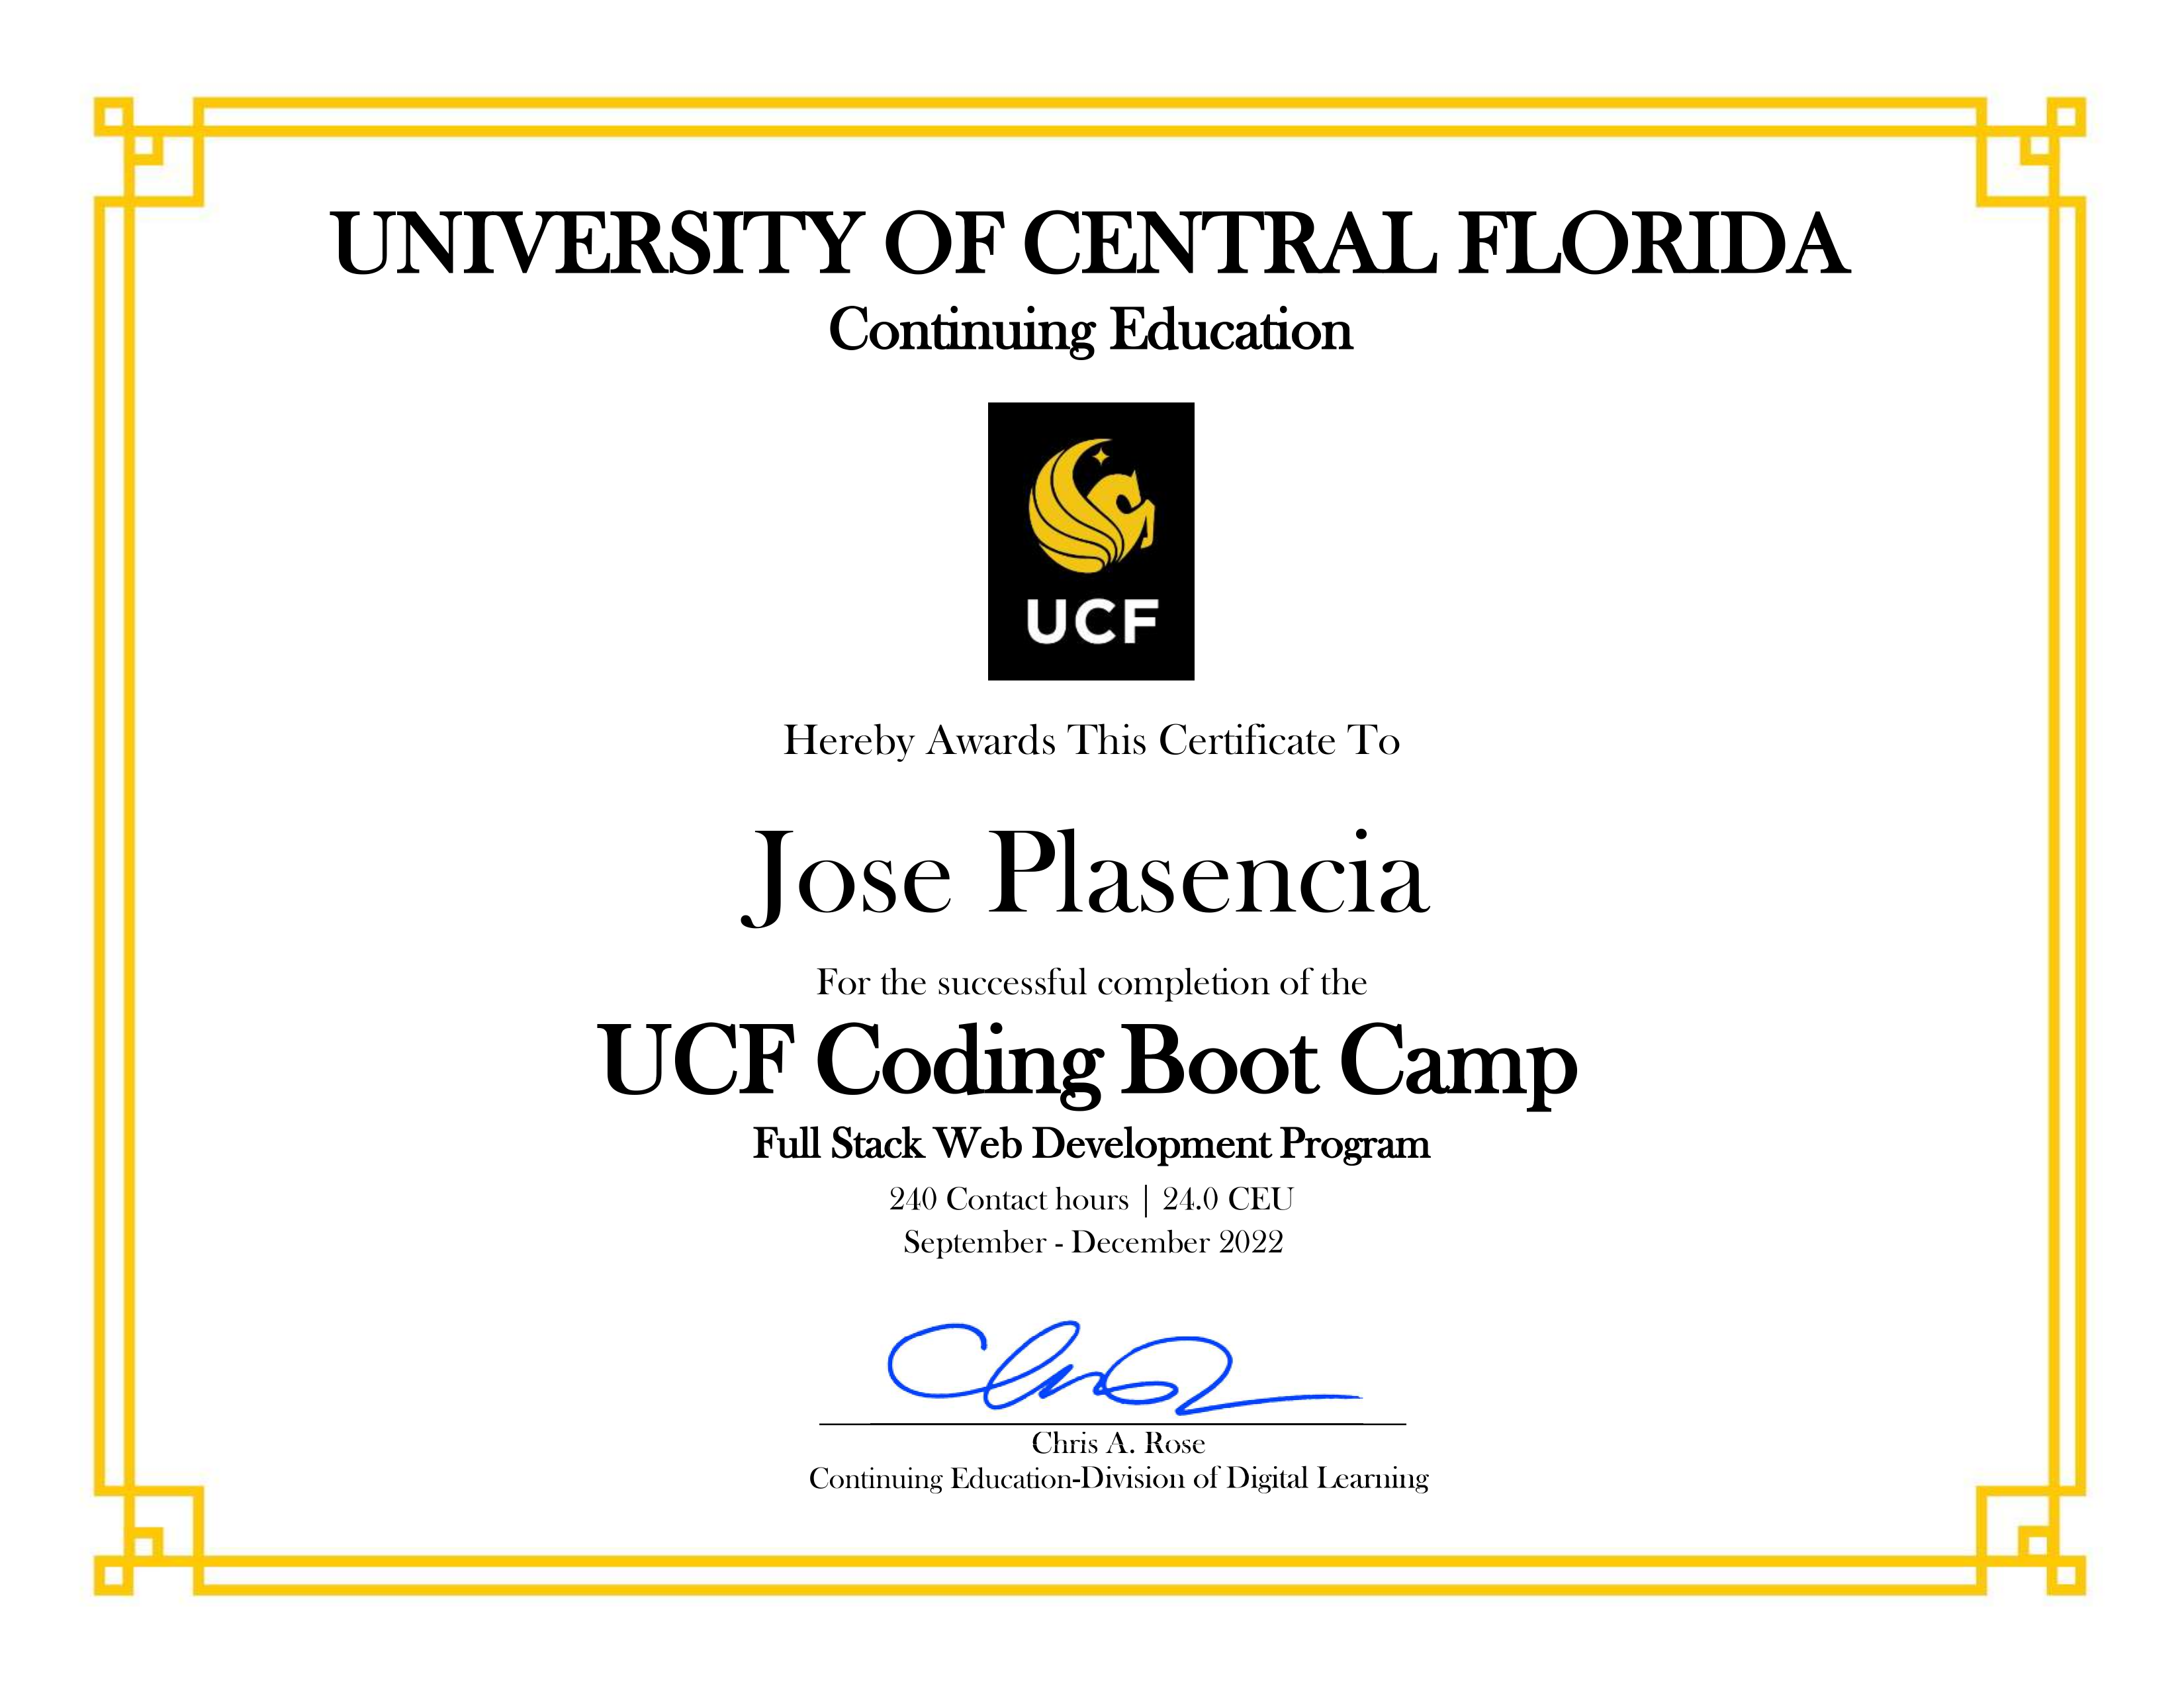 UNIVERSITY OF CENTRAL FLORIDA
Continuing Education
UCF
Hereby Awards This Certificate To
Jose Plasencia
For the successful completion of the
UCF Coding Boot Camp
Full Stack Web Development Program
240 Contact hours | 24.0 CEU
September - December 2022
Chris A. Rose
Continuing Education-Division of Digital Learning